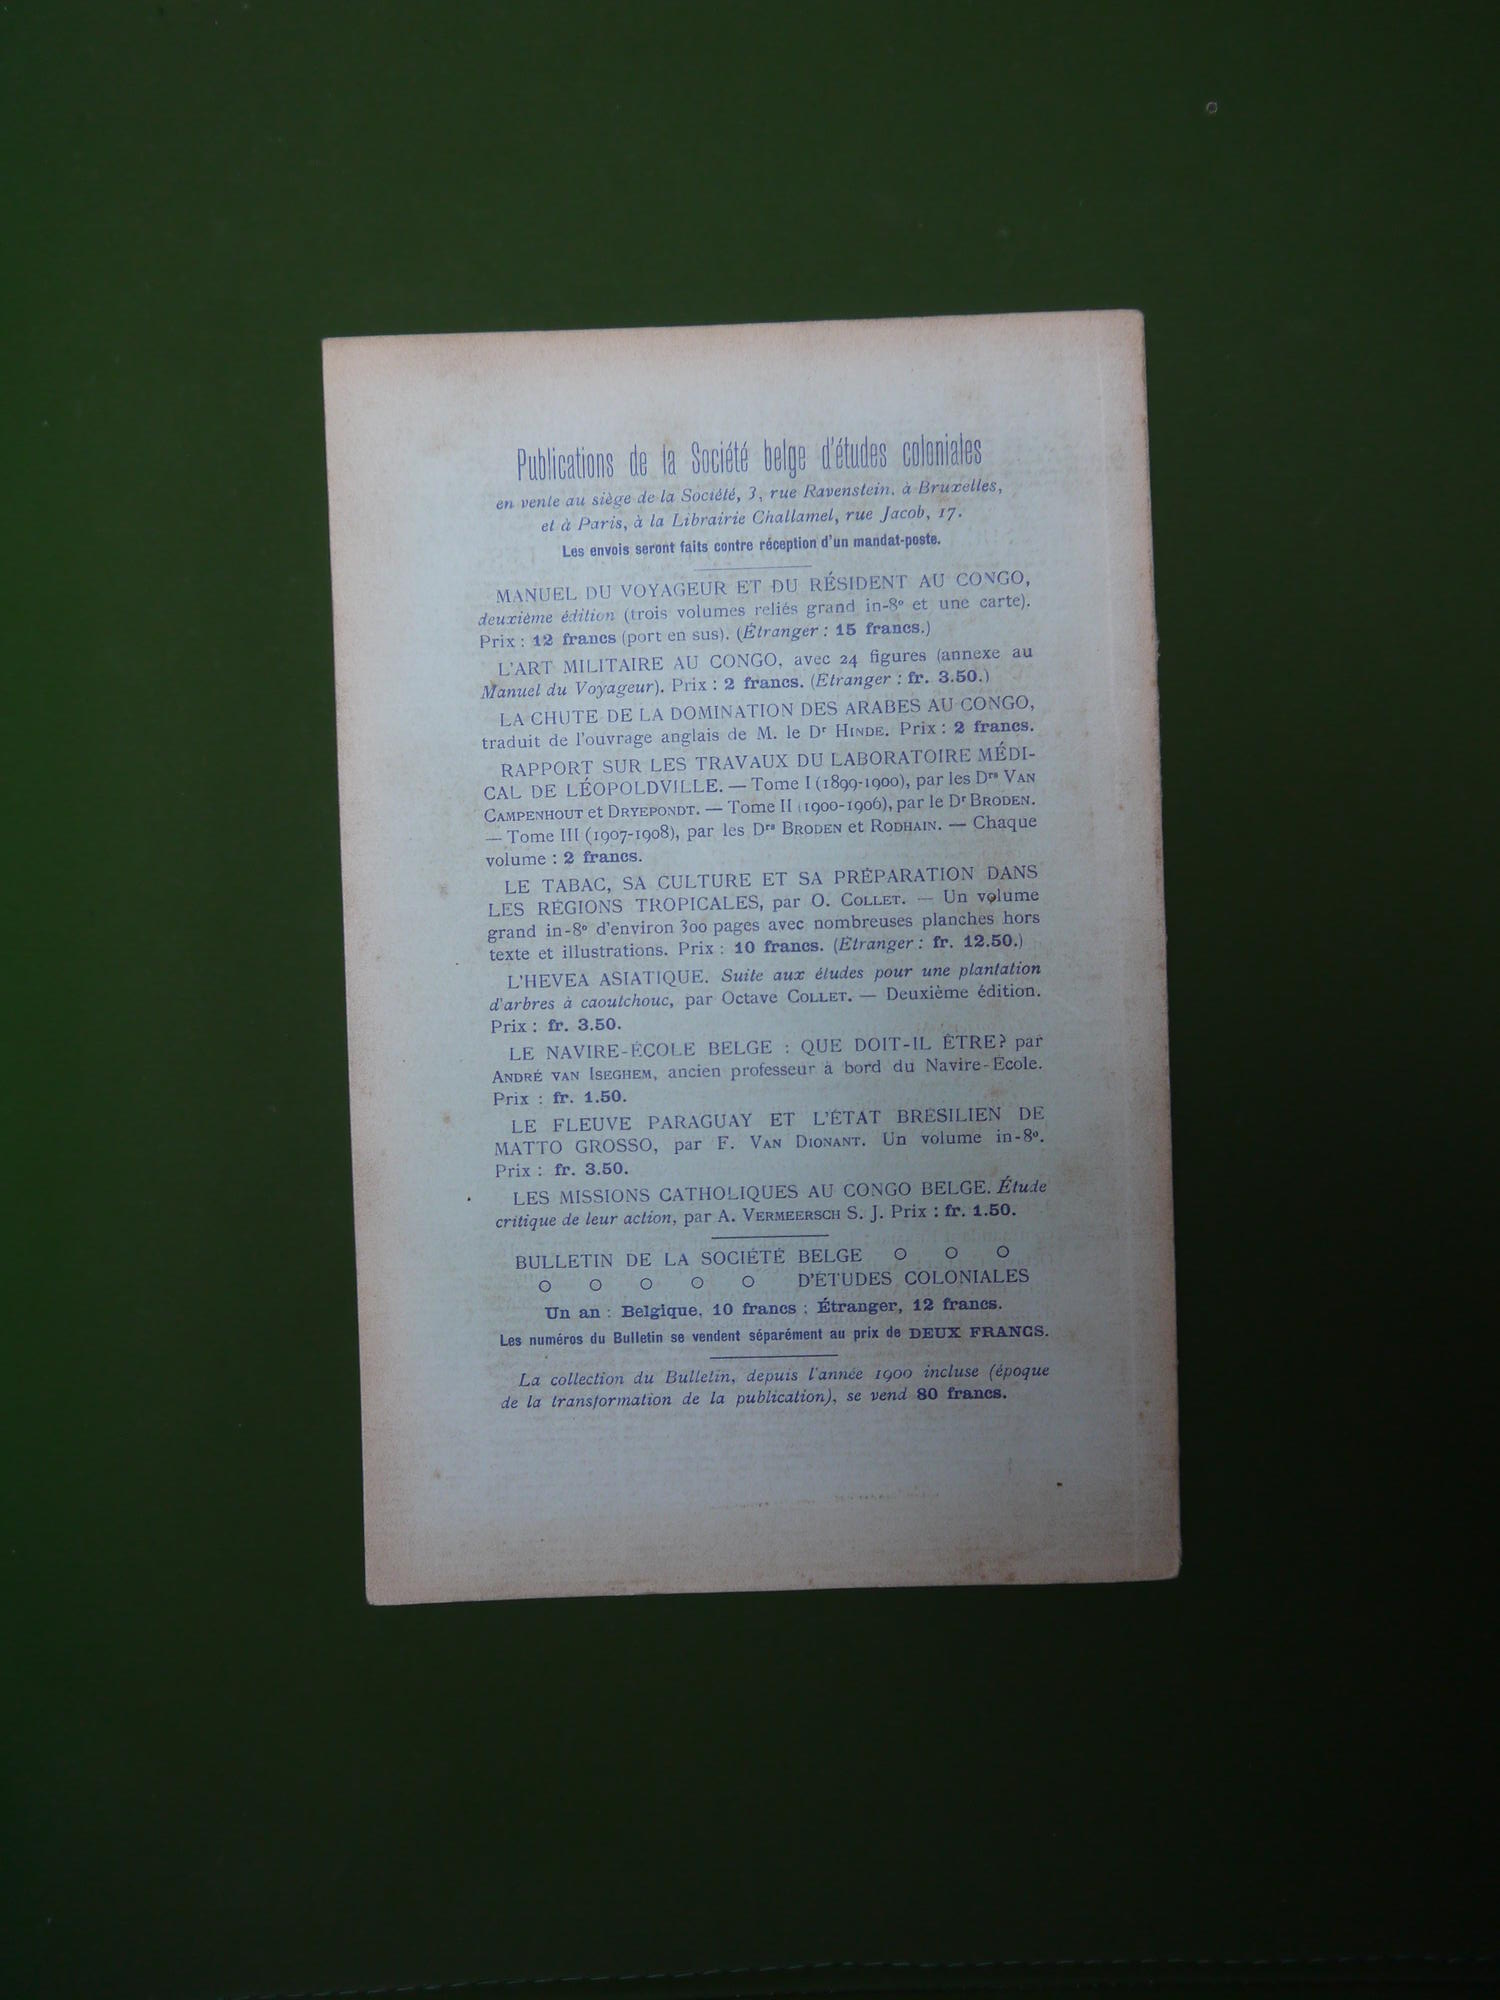 Publications de la Société belge d'études coloniales
en vente au siège de la Société, 3, rue Ravenstein, à Bruxelles,
et à Paris, à la Librairie Challamel, rue Jacob, 17.
Les envois seront faits contre réception d'un mandat-poste.
MANUEL DU VOYAGEUR ET DU RÉSIDENT AU CONGO,
deuxième édition (trois volumes reliés grand in-8º et une carte).
Prix : 12 francs (port en sus). (Étranger : 15 francs.)
L'ART MILITAIRE AU CONGO, avec 24 figures (annexe au
Manuel du Voyageur). Prix : 2 francs. (Etranger : fr. 3.50.)
LA CHUTE DE LA DOMINATION DES ARABES AU CONGO,
traduit de l'ouvrage anglais de M. le Dr HINDE. Prix : 2 francs.
RAPPORT SUR LES TRAVAUX DU LABORATOIRE MÉDI-
CAL DE LÉOPOLDVILLE. — Tome I (1899-1900), par les Drs VAN
CAMPENHOUT et DRYEPONDT. — Tome II (1900-1906), par le Dr BRODEN.
— Tome III (1907-1908), par les Drs BRODEN et RODHAIN. — Chaque
volume : 2 francs.
LE TABAC, SA CULTURE ET SA PRÉPARATION DANS
LES RÉGIONS TROPICALES, par O. COLLET. — Un volume
grand in-8º d'environ 300 pages avec nombreuses planches hors
texte et illustrations. Prix : 10 francs. (Étranger : fr. 12.50.)
L'HEVEA ASIATIQUE. Suite aux études pour une plantation
d'arbres à caoutchouc, par Octave COLLET. — Deuxième édition.
Prix : fr. 3.50.
LE NAVIRE-ÉCOLE BELGE : QUE DOIT-IL ÊTRE? par
ANDRÉ VAN ISEGHEM, ancien professeur à bord du Navire-École.
Prix : fr. 1.50.
LE FLEUVE PARAGUAY ET L'ÉTAT BRÉSILIEN DE
MATTO GROSSO, par F. VAN DIONANT. Un volume in-8º.
Prix : fr. 3.50.
LES MISSIONS CATHOLIQUES AU CONGO BELGE. Étude
critique de leur action, par A. VERMEERSCH S. J. Prix : fr. 1.50.
BULLETIN DE LA SOCIÉTÉ BELGE o o o
o o o o o D'ÉTUDES COLONIALES
Un an : Belgique, 10 francs ; Étranger, 12 francs.
Les numéros du Bulletin se vendent séparément au prix de DEUX FRANCS.
La collection du Bulletin, depuis l'année 1900 incluse (époque
de la transformation de la publication), se vend 80 francs.